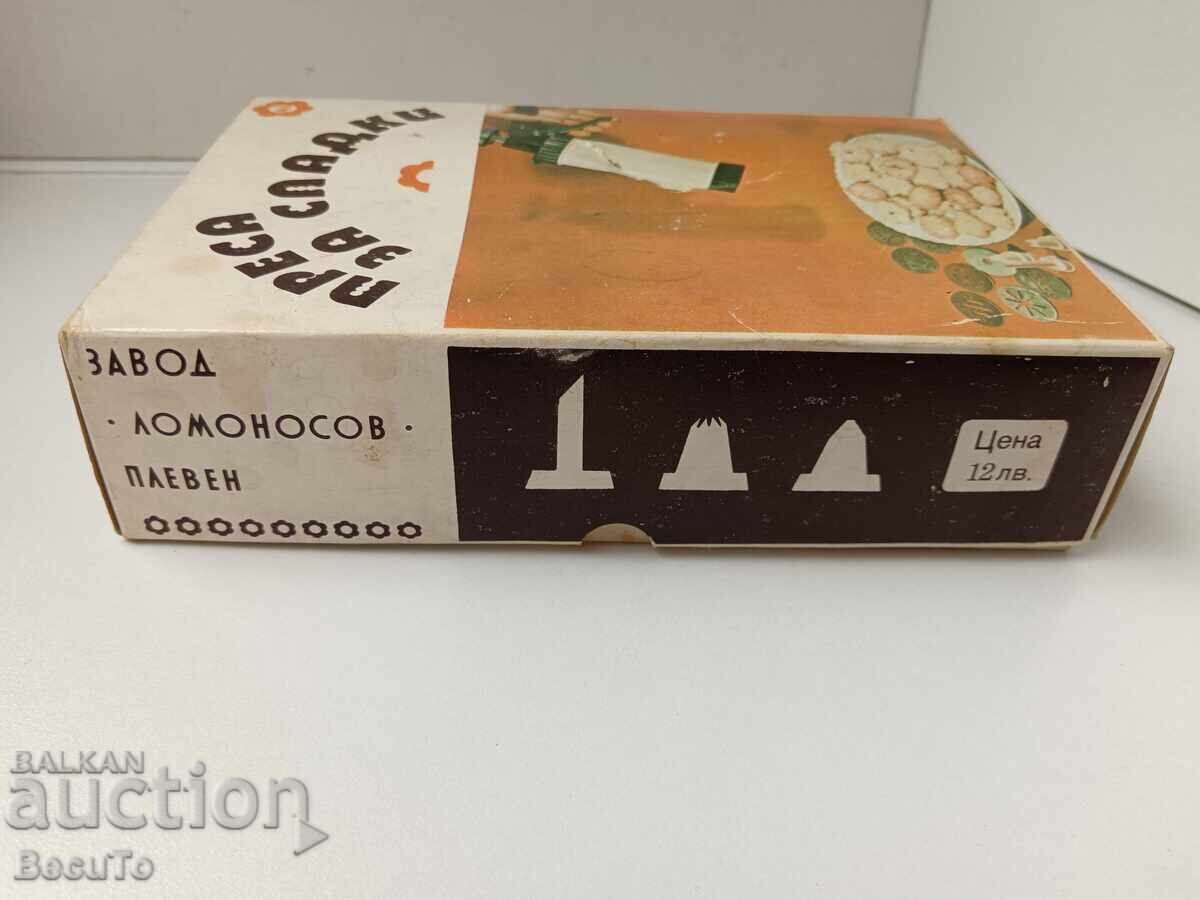 ПРЕСА
ЗА СЛАДКИ
ЗАВОД
· ЛОМОНОСОВ ·
ПЛЕВЕН
Цена
12 лв.
BALKAN
auction
BecuTo